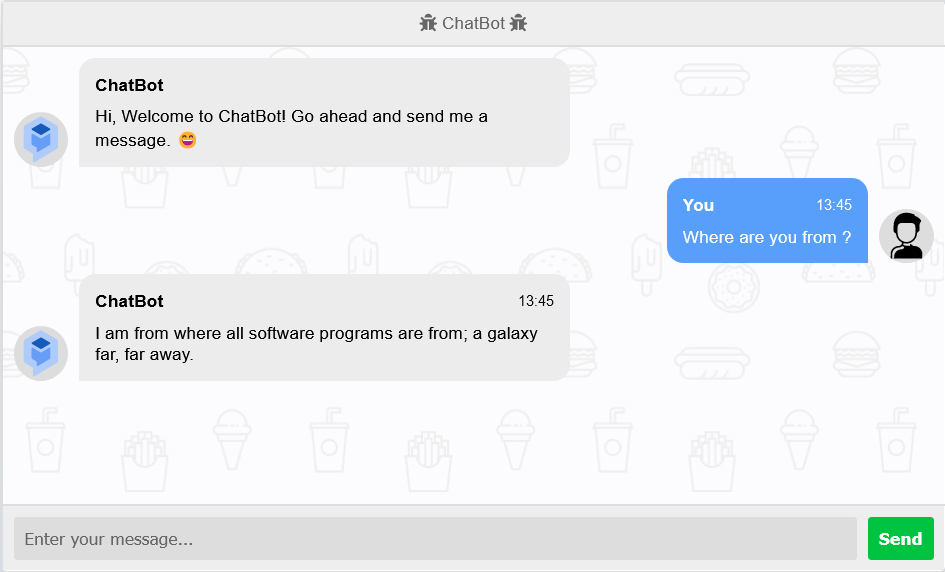 ChatBot
ChatBot
Hi, Welcome to ChatBot! Go ahead and send me a
message. 😄
You 13:45
Where are you from ?
ChatBot 13:45
I am from where all software programs are from; a galaxy
far, far away.
Enter your message... Send